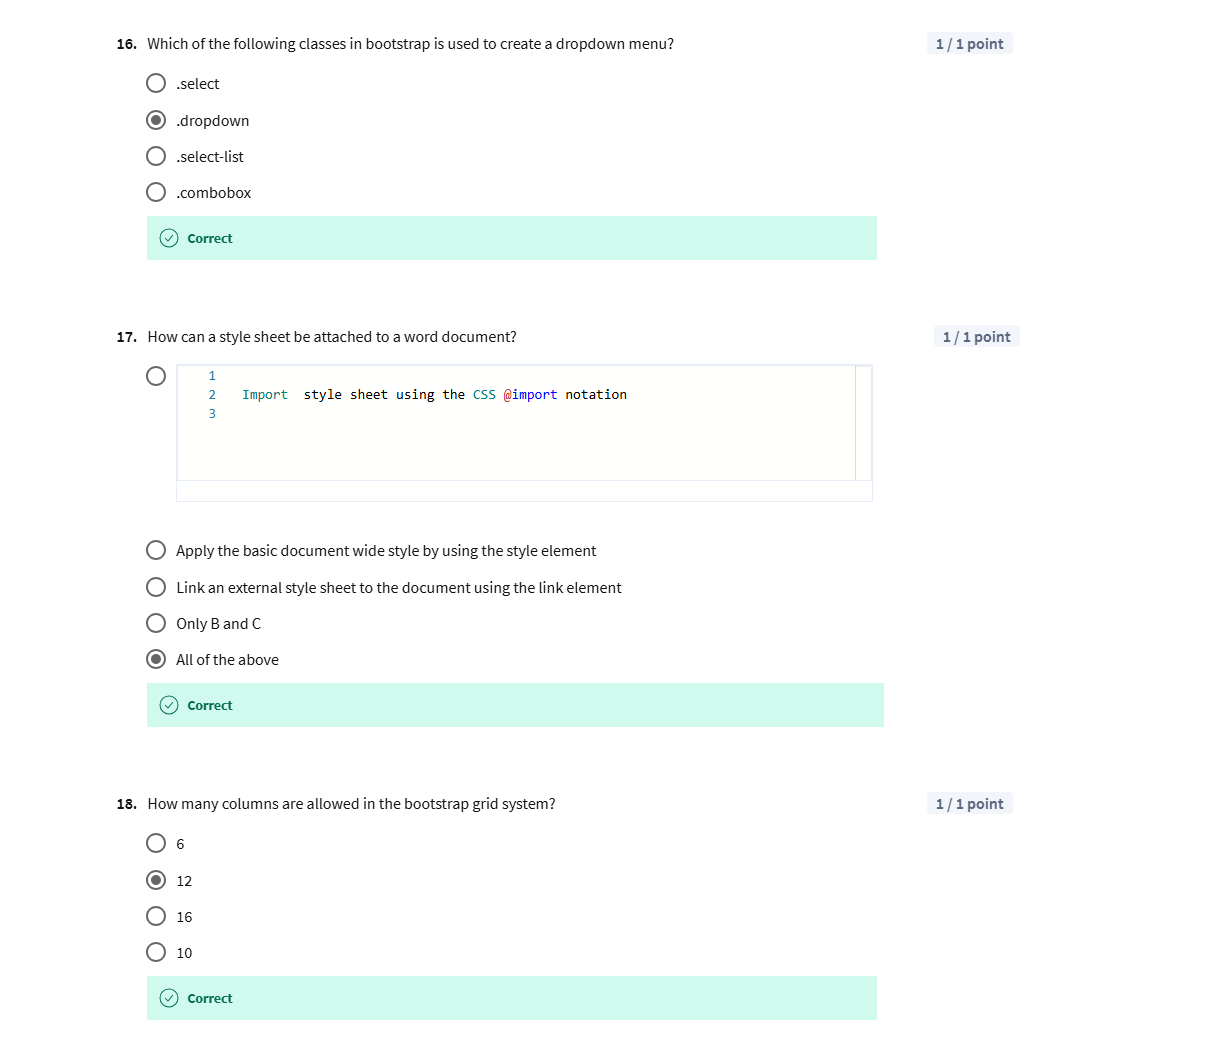 16. Which of the following classes in bootstrap is used to create a dropdown menu?
1 / 1 point
.select
.dropdown
.select-list
.combobox
Correct
17. How can a style sheet be attached to a word document?
1 / 1 point
1
2 Import  style sheet using the CSS @import notation
3
Apply the basic document wide style by using the style element
Link an external style sheet to the document using the link element
Only B and C
All of the above
Correct
18. How many columns are allowed in the bootstrap grid system?
1 / 1 point
6
12
16
10
Correct